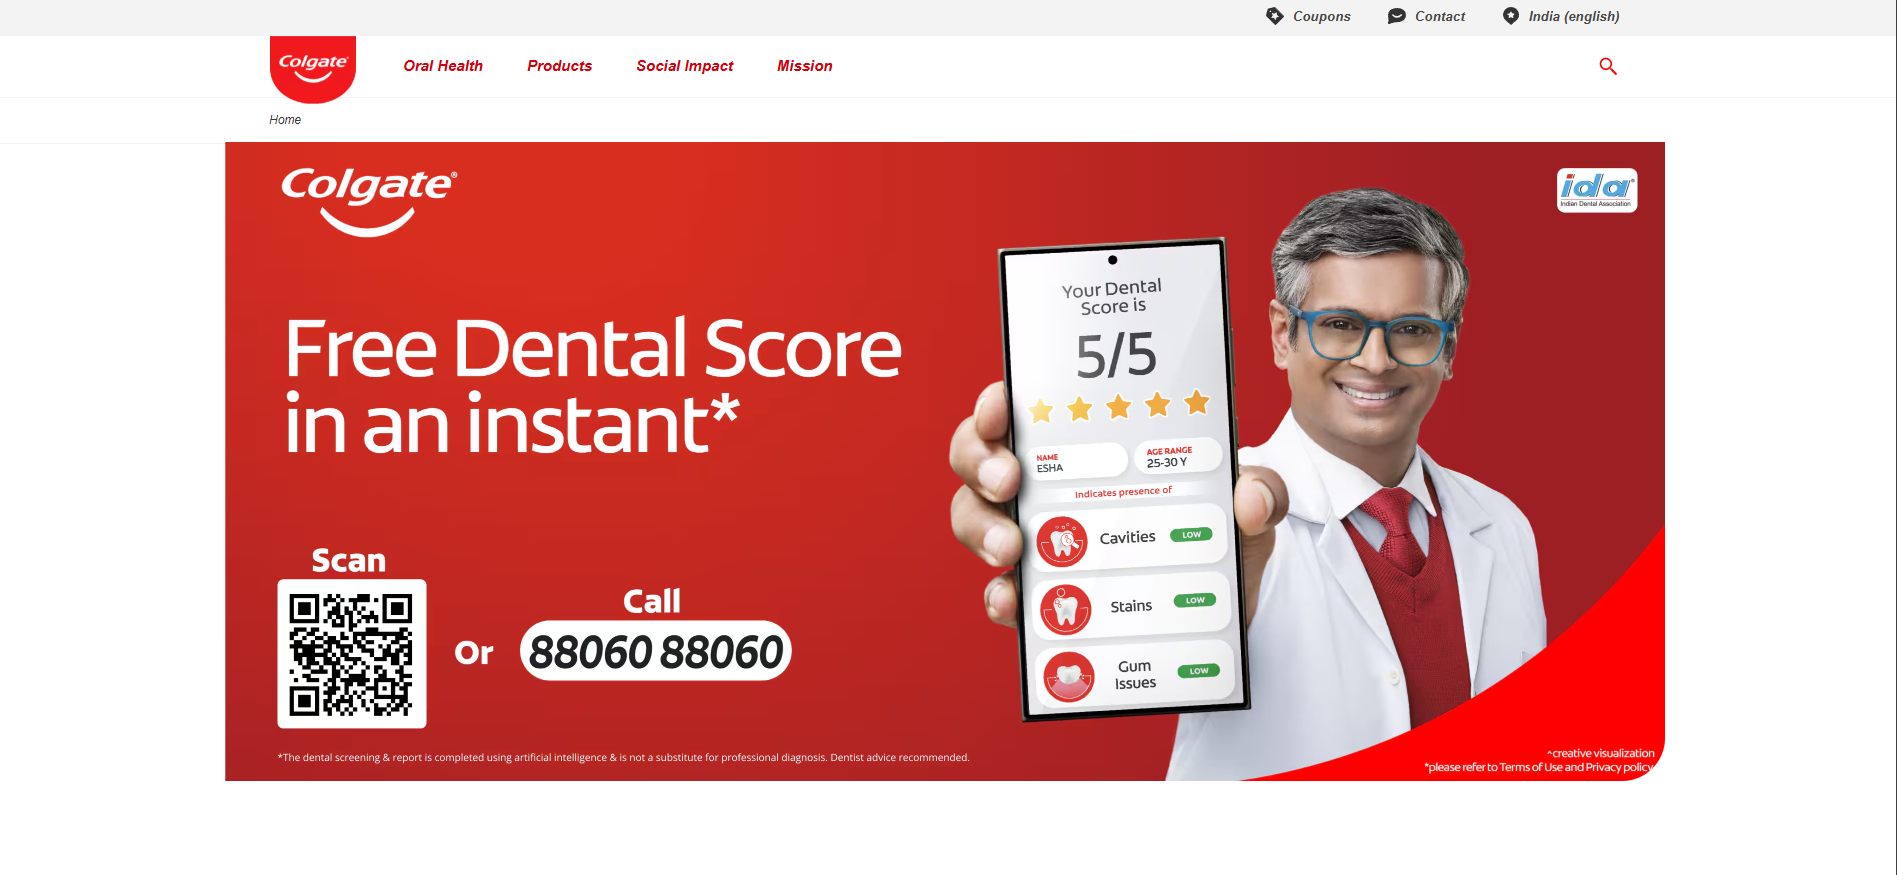 Coupons
Contact
India (english)
Colgate
Oral Health
Products
Social Impact
Mission
Home
Colgate®
ida®
Indian Dental Association
Free Dental Score
in an instant*
Your Dental
Score is
5/5
NAME
ESHA
AGE RANGE
25-30 Y
Indicates presence of
Cavities
LOW
Stains
LOW
Gum
Issues
LOW
Scan
Or
Call
88060 88060
*The dental screening & report is completed using artificial intelligence & is not a substitute for professional diagnosis. Dentist advice recommended.
^creative visualization
*please refer to Terms of Use and Privacy policy